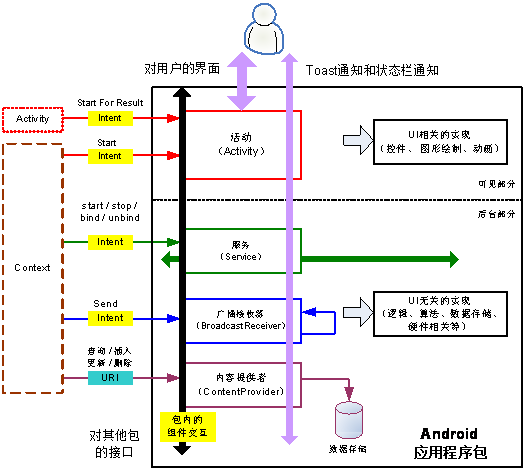 对用户的界面
Toast通知和状态栏通知
Start For Result
Activity
Intent
活动
（Activity）
UI相关的实现
（控件、图形绘制、动画）
Start
Intent
可见部分
后台部分
start / stop /
bind / unbind
Intent
服务
（Service）
Context
Send
Intent
广播接收器
（BroadcastReceiver）
UI无关的实现
（逻辑、算法、数据存储、
硬件相关等）
查询 / 插入
更新 / 删除
URI
内容提供者
（ContentProvider）
包内的
组件交互
对其他包
的接口
数据存储
Android
应用程序包